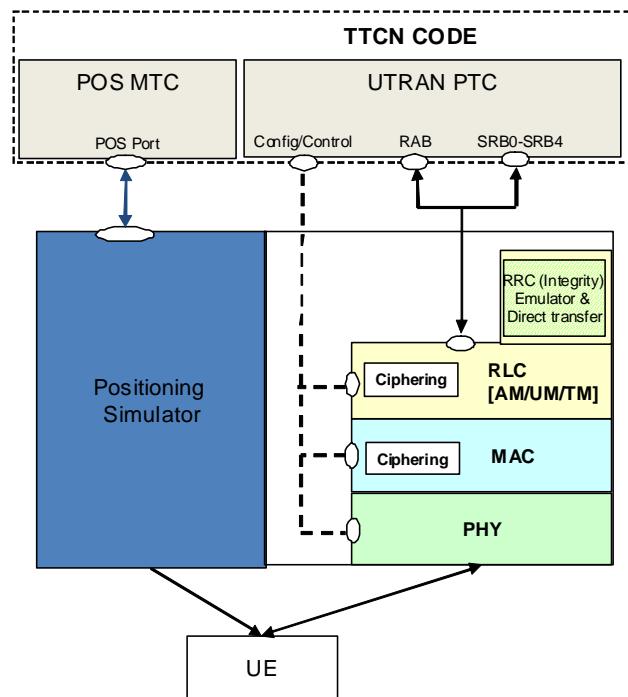 TTCN CODE
POS MTC
UTRAN PTC
POS Port
Config/Control
RAB
SRB0-SRB4
RRC (Integrity)
Emulator &
Direct transfer
Positioning
Simulator
Ciphering
RLC
[AM/UM/TM]
Ciphering
MAC
PHY
UE